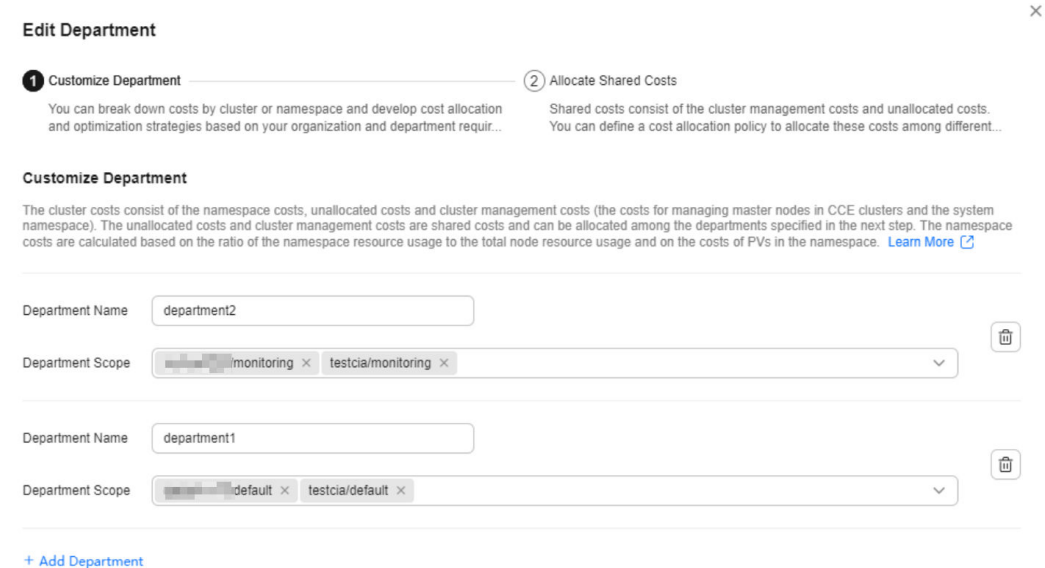 Edit Department
1 Customize Department
2 Allocate Shared Costs
You can break down costs by cluster or namespace and develop cost allocation
and optimization strategies based on your organization and department requir...
Shared costs consist of the cluster management costs and unallocated costs.
You can define a cost allocation policy to allocate these costs among different...
Customize Department
The cluster costs consist of the namespace costs, unallocated costs and cluster management costs (the costs for managing master nodes in CCE clusters and the system
namespace). The unallocated costs and cluster management costs are shared costs and can be allocated among the departments specified in the next step. The namespace
costs are calculated based on the ratio of the namespace resource usage to the total node resource usage and on the costs of PVs in the namespace. Learn More
Department Name department2
Department Scope /monitoring × testcia/monitoring ×
Department Name department1
Department Scope default × testcia/default ×
+ Add Department